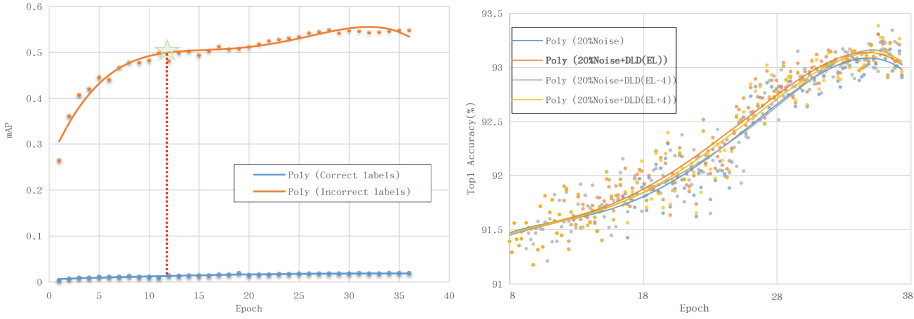 0.6
0.5
0.4
0.3
0.2
0.1
0
mAP
0 5 10 15 20 25 30 35 40
Epoch
Poly (Correct labels)
Poly (Incorrect labels)
93.5
93
92.5
92
91.5
91
Top1 Accuracy(%)
8 18 28 38
Epoch
Poly (20%Noise)
Poly (20%Noise+DLD(EL))
Poly (20%Noise+DLD(EL-4))
Poly (20%Noise+DLD(EL+4))